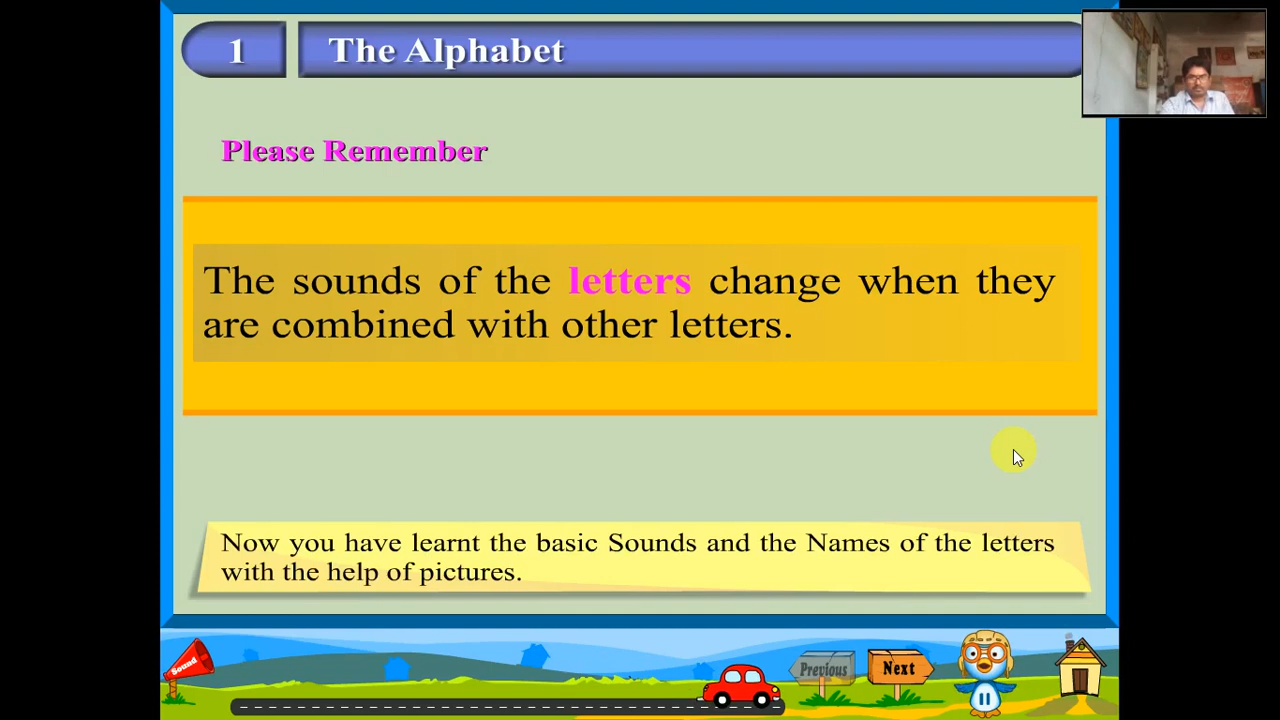 1 The Alphabet
Please Remember
The sounds of the letters change when they
are combined with other letters.
Now you have learnt the basic Sounds and the Names of the letters
with the help of pictures.
Sound
Previous
Next